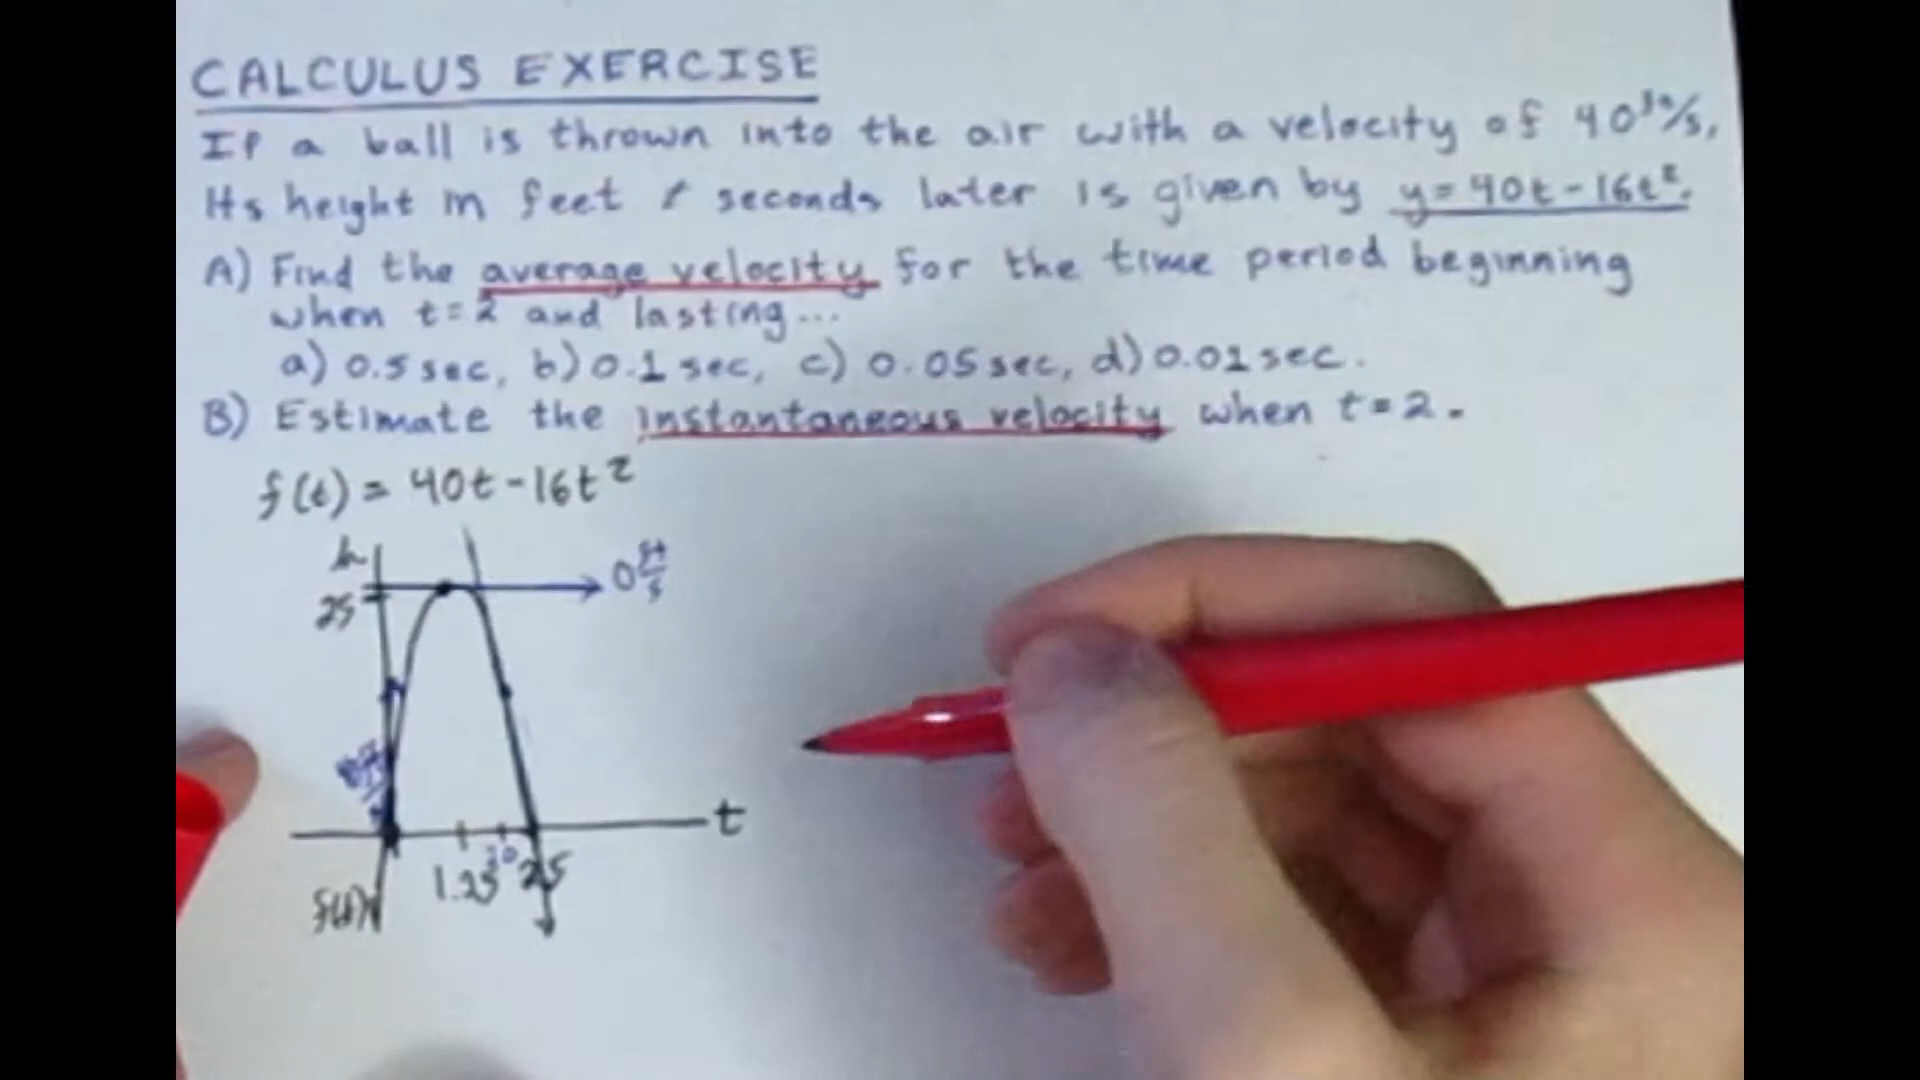 CALCULUS EXERCISE
If a ball is thrown into the air with a velocity of 40 ft/s,
its height in feet t seconds later is given by y = 40t - 16t².
A) Find the average velocity for the time period beginning
when t = 2 and lasting...
a) 0.5 sec, b) 0.1 sec, c) 0.05 sec, d) 0.01 sec.
B) Estimate the instantaneous velocity when t = 2.
f(t) = 40t - 16t²
h
0 ft/s
25
t
1.25 2.5
f(t)